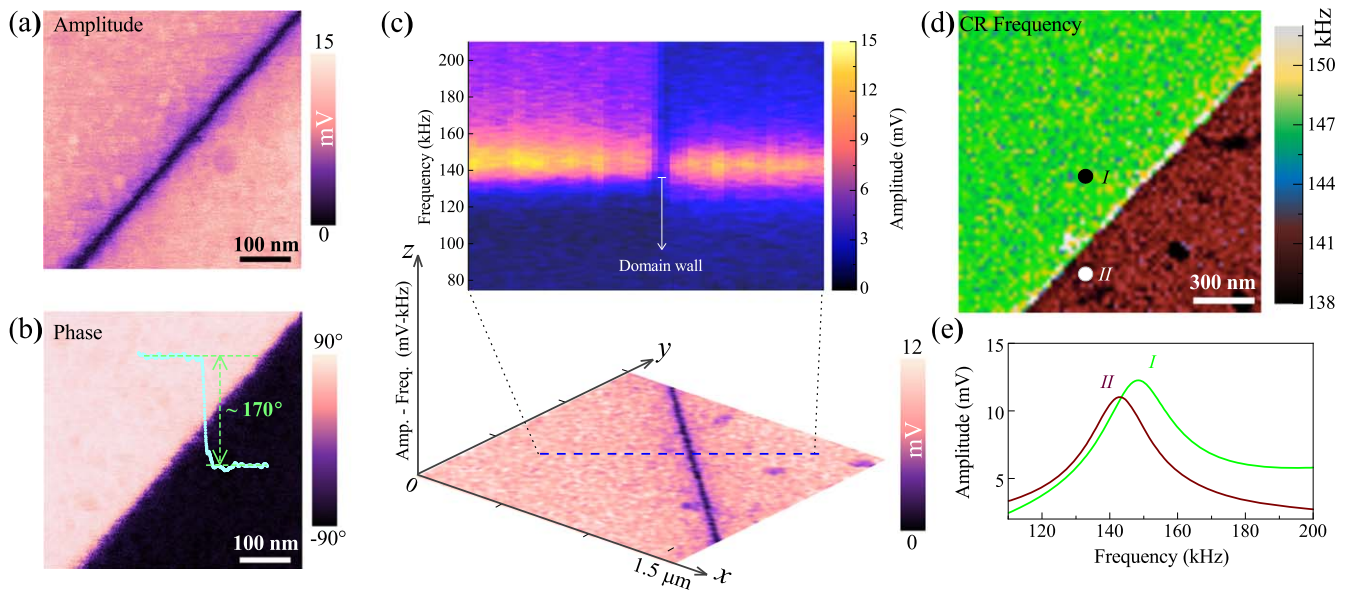 (a)
Amplitude
15
mV
0
100 nm
(b)
Phase
~ 170°
90°
-90°
100 nm
(c)
Frequency (kHz)
200
180
160
140
120
100
80
Domain wall
15
12
9
6
3
0
Amplitude (mV)
z
Amp. - Freq. (mV-kHz)
y
0
1.5 μm
x
12
mV
0
(d)
CR Frequency
I
II
300 nm
kHz
150
147
144
141
138
(e)
Amplitude (mV)
15
10
5
II
I
120
140
160
180
200
Frequency (kHz)